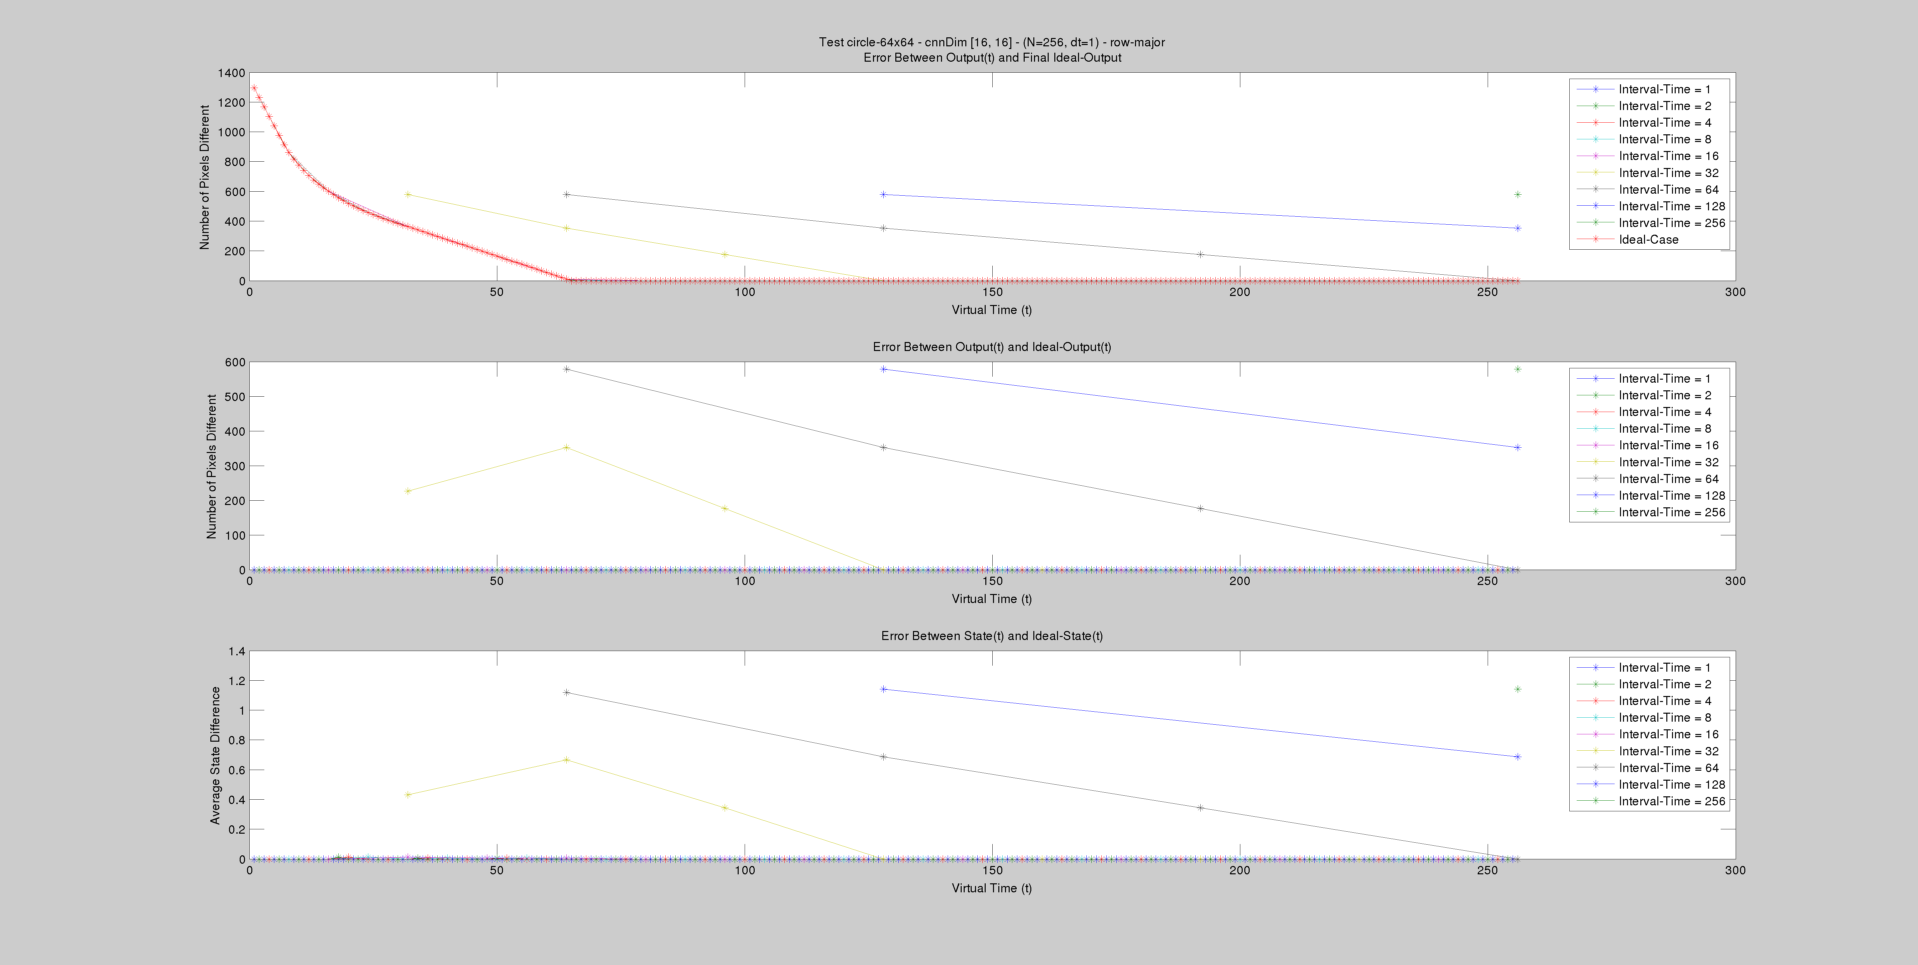 Test circle-64x64 - cnnDim [16, 16] - (N=256, dt=1) - row-major
Error Between Output(t) and Final Ideal-Output
Number of Pixels Different
1400
1200
1000
800
600
400
200
0
0
50
100
150
200
250
300
Virtual Time (t)
Interval-Time = 1
Interval-Time = 2
Interval-Time = 4
Interval-Time = 8
Interval-Time = 16
Interval-Time = 32
Interval-Time = 64
Interval-Time = 128
Interval-Time = 256
Ideal-Case
Error Between Output(t) and Ideal-Output(t)
Number of Pixels Different
600
500
400
300
200
100
0
0
50
100
150
200
250
300
Virtual Time (t)
Interval-Time = 1
Interval-Time = 2
Interval-Time = 4
Interval-Time = 8
Interval-Time = 16
Interval-Time = 32
Interval-Time = 64
Interval-Time = 128
Interval-Time = 256
Error Between State(t) and Ideal-State(t)
Average State Difference
1.4
1.2
1
0.8
0.6
0.4
0.2
0
0
50
100
150
200
250
300
Virtual Time (t)
Interval-Time = 1
Interval-Time = 2
Interval-Time = 4
Interval-Time = 8
Interval-Time = 16
Interval-Time = 32
Interval-Time = 64
Interval-Time = 128
Interval-Time = 256